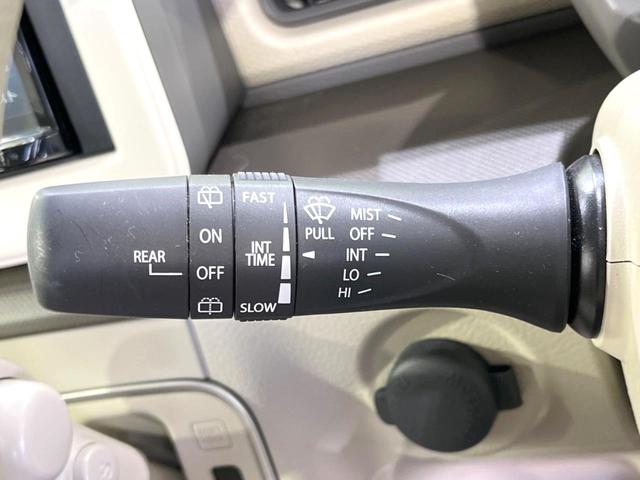 REAR
ON
OFF
FAST
INT
TIME
SLOW
PULL
MIST
OFF
INT
LO
HI